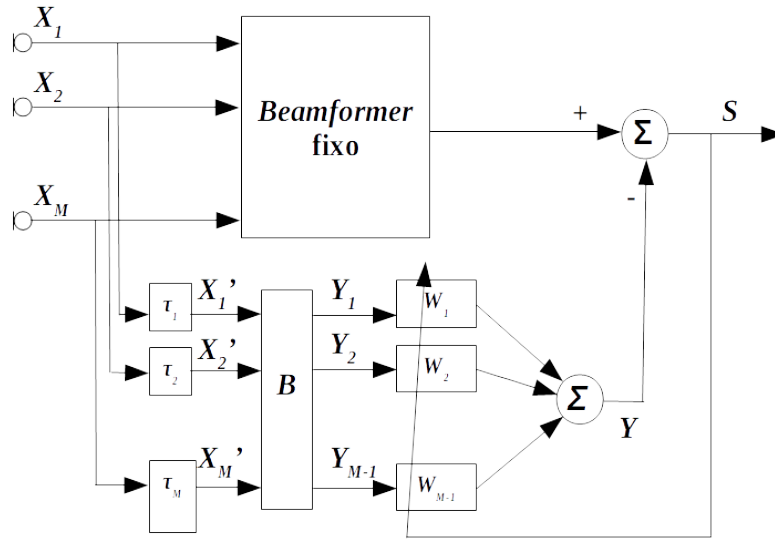 X1
X2
XM
Beamformer
fixo
+
Σ
S
-
τ1
X1’
τ2
X2’
τM
XM’
B
Y1
Y2
YM-1
W1
W2
WM-1
Σ
Y